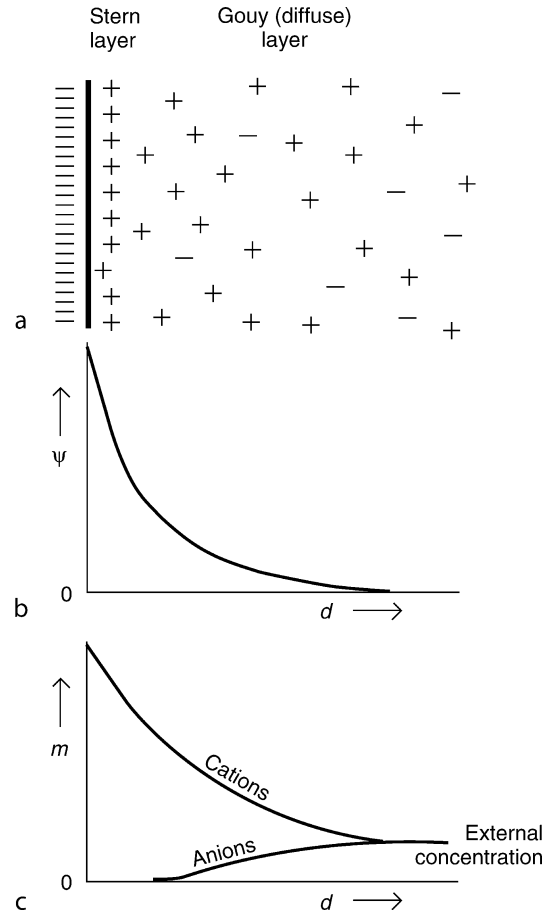 Stern
layer
Gouy (diffuse)
layer
a
ψ
0
d
b
m
Cations
Anions
External
concentration
0
d
c